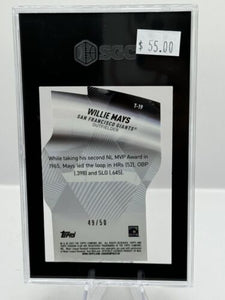 SGC
$ 55.00
T-19
WILLIE MAYS
SAN FRANCISCO GIANTS®
OUTFIELDER
While taking his second NL MVP Award in
1965, Mays led the loop in HRs (52), OBP
(.398) and SLG (.645).
49/50
Topps